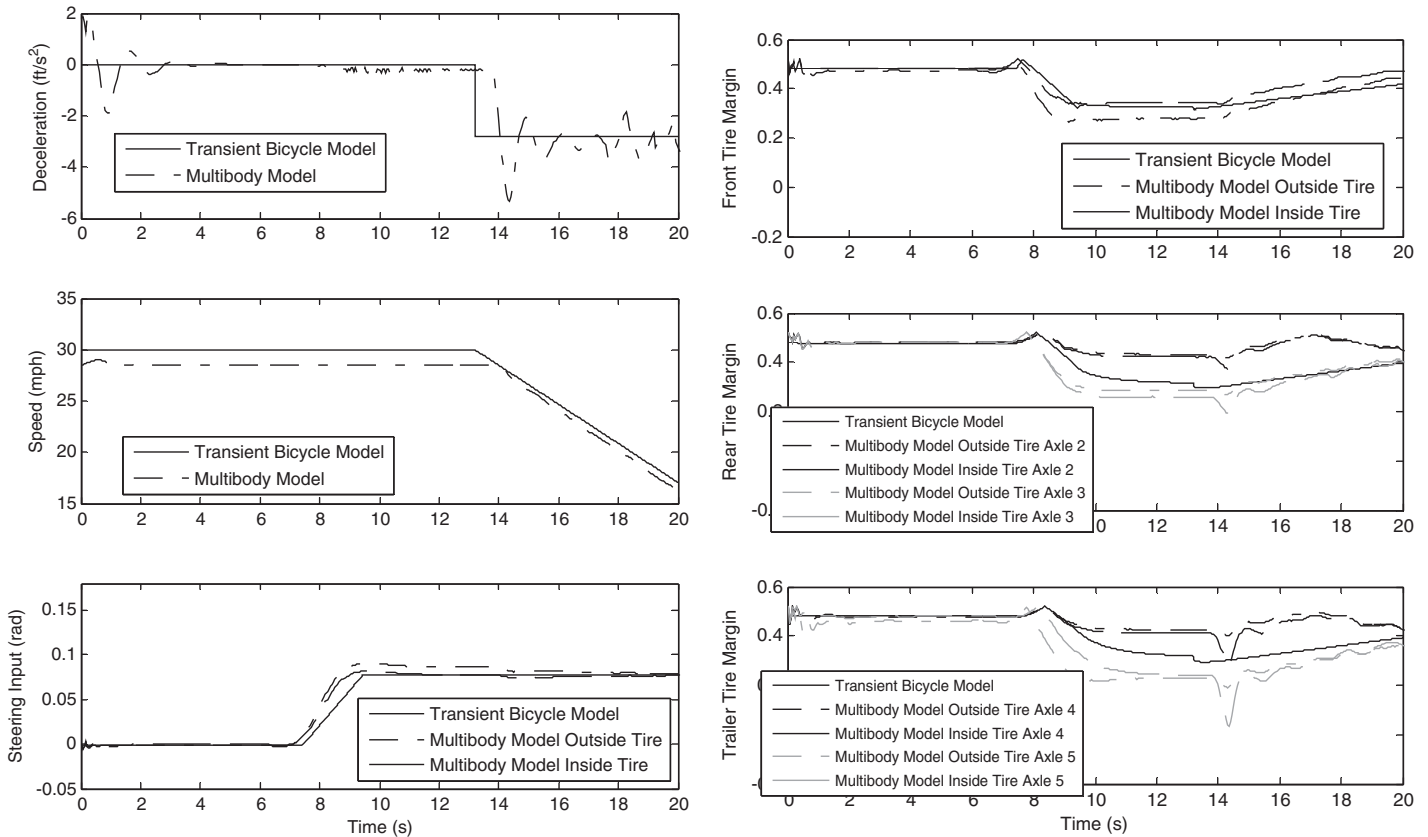 2
0
-2
-4
-6
Deceleration (ft/s²)
Transient Bicycle Model
Multibody Model
0 2 4 6 8 10 12 14 16 18 20
35
30
25
20
15
Speed (mph)
Transient Bicycle Model
Multibody Model
0 2 4 6 8 10 12 14 16 18 20
0.15
0.1
0.05
0
-0.05
Steering Input (rad)
Transient Bicycle Model
Multibody Model Outside Tire
Multibody Model Inside Tire
0 2 4 6 8 10 12 14 16 18 20
Time (s)
0.6
0.4
0.2
0
-0.2
Front Tire Margin
Transient Bicycle Model
Multibody Model Outside Tire
Multibody Model Inside Tire
0 2 4 6 8 10 12 14 16 18 20
0.6
0.4
Rear Tire Margin
Transient Bicycle Model
Multibody Model Outside Tire Axle 2
Multibody Model Inside Tire Axle 2
Multibody Model Outside Tire Axle 3
Multibody Model Inside Tire Axle 3
10 12 14 16 18 20
0.6
0.4
Trailer Tire Margin
Transient Bicycle Model
Multibody Model Outside Tire Axle 4
Multibody Model Inside Tire Axle 4
Multibody Model Outside Tire Axle 5
Multibody Model Inside Tire Axle 5
0 2 4 6 8 10 12 14 16 18 20
Time (s)